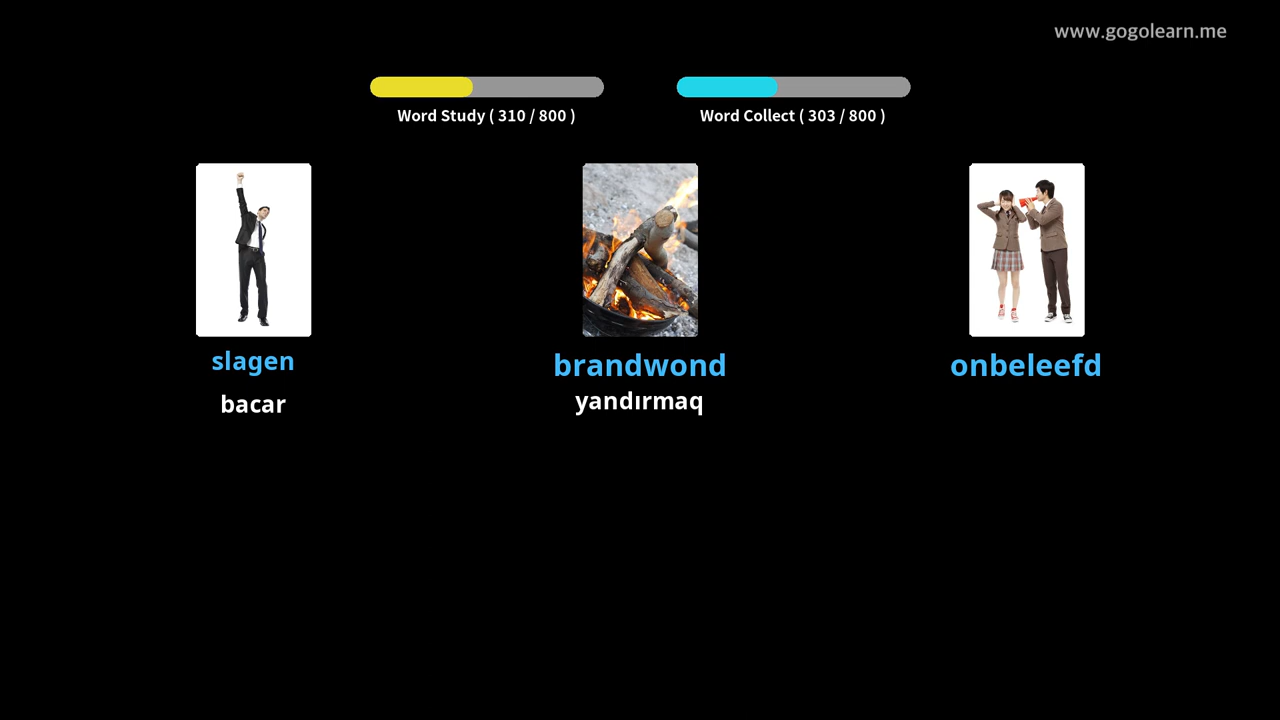 www.gogolearn.me
Word Study ( 310 / 800 )
Word Collect ( 303 / 800 )
slagen
bacar
brandwond
yandırmaq
onbeleefd